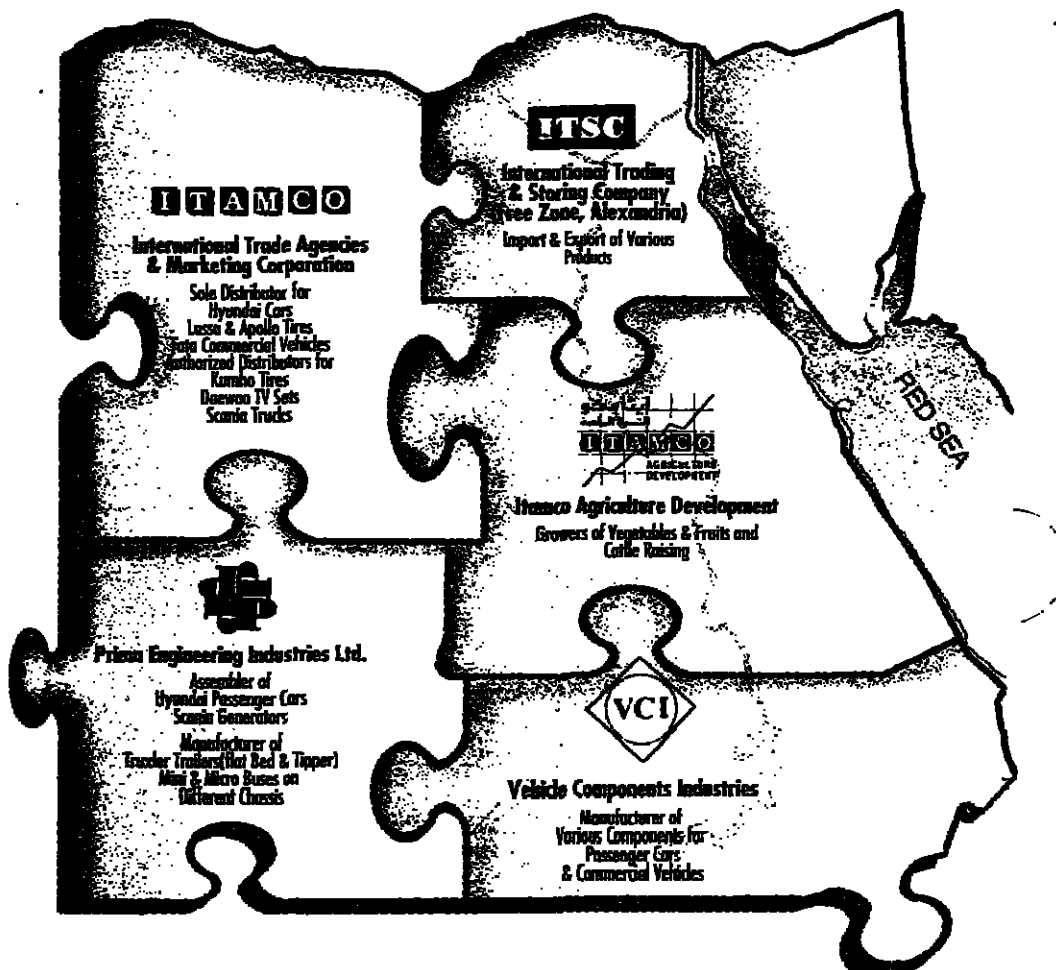 ITAMCO
International Trade Agencies
& Marketing Corporation
Sole Distributor for
Hyundai Cars
Lassa & Apollo Tires
Tata Commercial Vehicles
Authorized Distributors for
Kumho Tires
Daewoo TV Sets
Scania Trucks
ITSC
International Trading
& Storing Company
(Free Zone, Alexandria)
Import & Export of Various
Products
ITAMCO
AGRICULTURE
DEVELOPMENT
Itamco Agriculture Development
Growers of Vegetables & Fruits and
Cattle Raising
RED SEA
Prima Engineering Industries Ltd.
Assembler of
Hyundai Passenger Cars
Scania Generators
Manufacturer of
Trailers(Flat Bed & Tipper)
Mini & Micro Buses on
Different Chassis
VCI
Vehicle Components Industries
Manufacturer of
Various Components for
Passenger Cars
& Commercial Vehicles